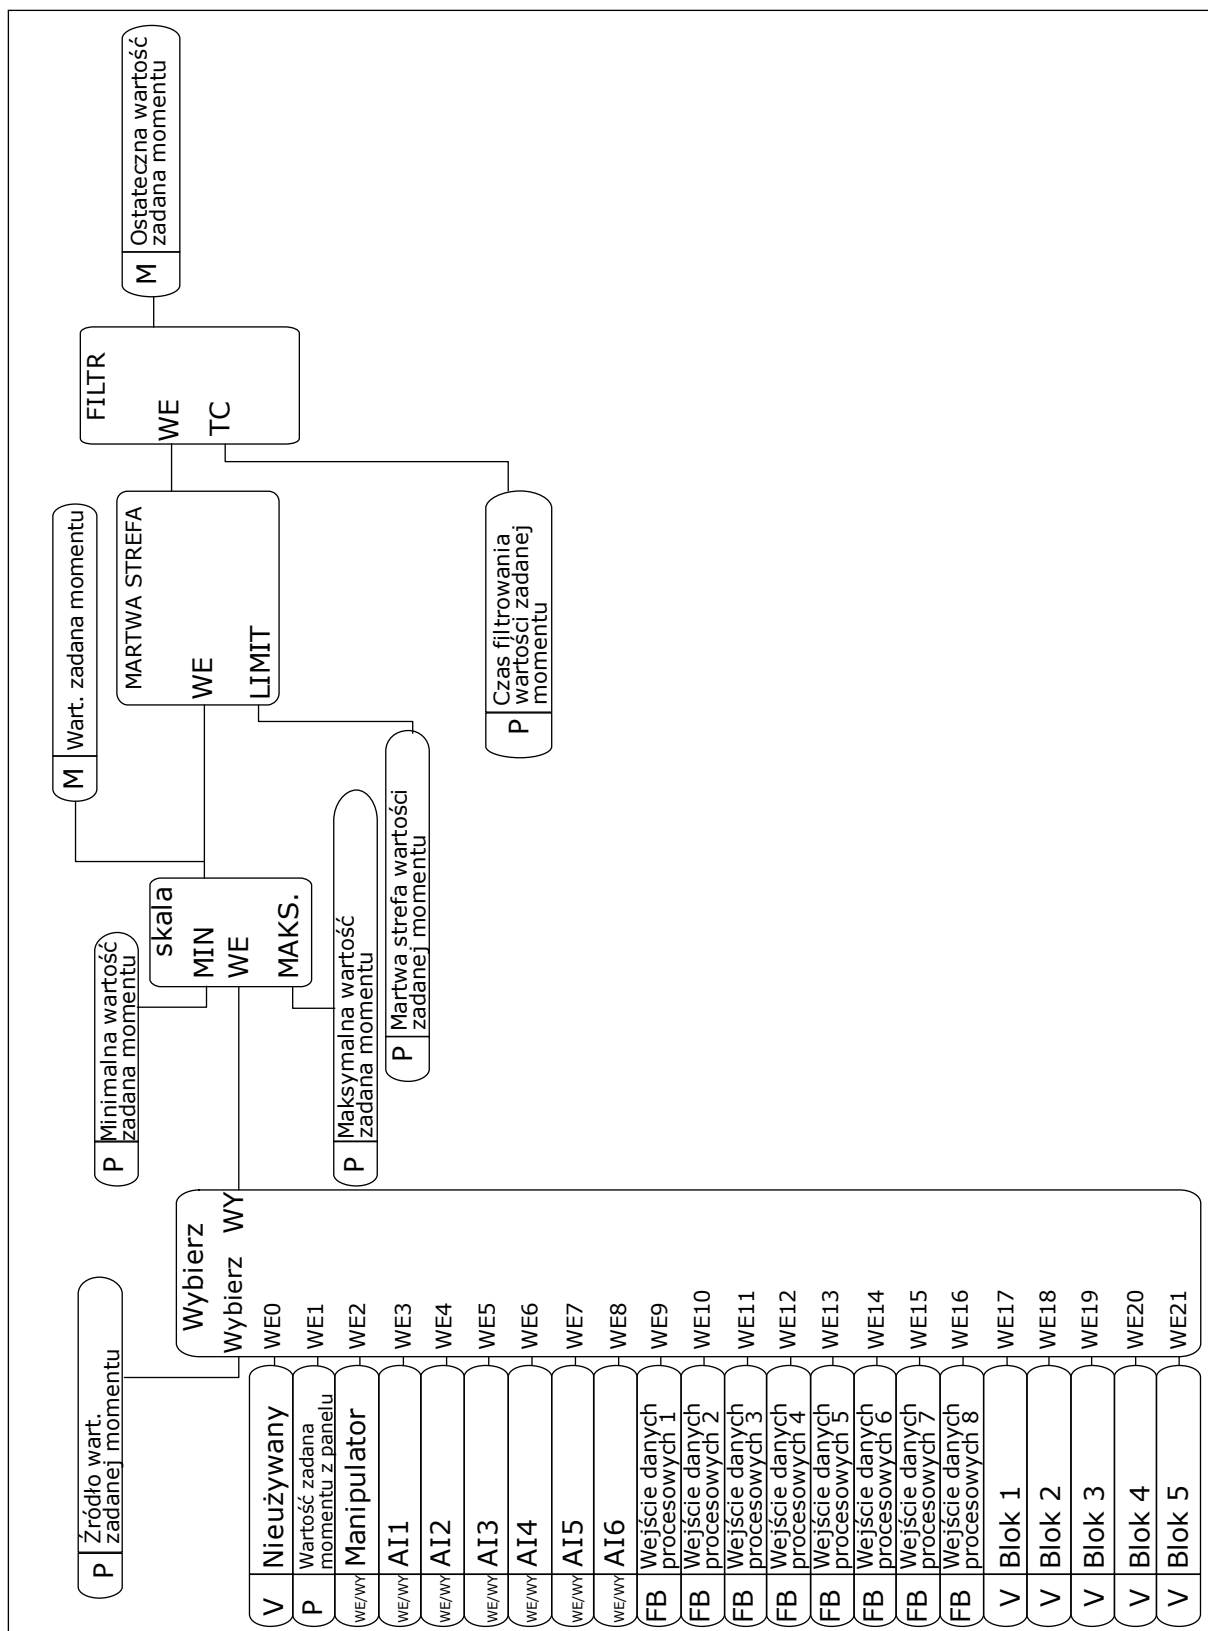 P
Źródło wart.
zadanej momentu
Wybierz
Wybierz WY
V
Nieużywany
WE0
P
Wartość zadana
momentu z panelu
WE1
WE/WY
Manipulator
WE2
WE/WY
AI1
WE3
WE/WY
AI2
WE4
WE/WY
AI3
WE5
WE/WY
AI4
WE6
WE/WY
AI5
WE7
WE/WY
AI6
WE8
FB
Wejście danych
procesowych 1
WE9
FB
Wejście danych
procesowych 2
WE10
FB
Wejście danych
procesowych 3
WE11
FB
Wejście danych
procesowych 4
WE12
FB
Wejście danych
procesowych 5
WE13
FB
Wejście danych
procesowych 6
WE14
FB
Wejście danych
procesowych 7
WE15
FB
Wejście danych
procesowych 8
WE16
V
Blok 1
WE17
V
Blok 2
WE18
V
Blok 3
WE19
V
Blok 4
WE20
V
Blok 5
WE21
P
Minimalna wartość
zadana momentu
skala
MIN
WE
MAKS.
P
Maksymalna wartość
zadana momentu
P
Martwa strefa wartości
zadanej momentu
M
Wart. zadana momentu
MARTWA STREFA
WE
LIMIT
P
Czas filtrowania
wartości zadanej
momentu
FILTR
WE
TC
M
Ostateczna wartość
zadana momentu